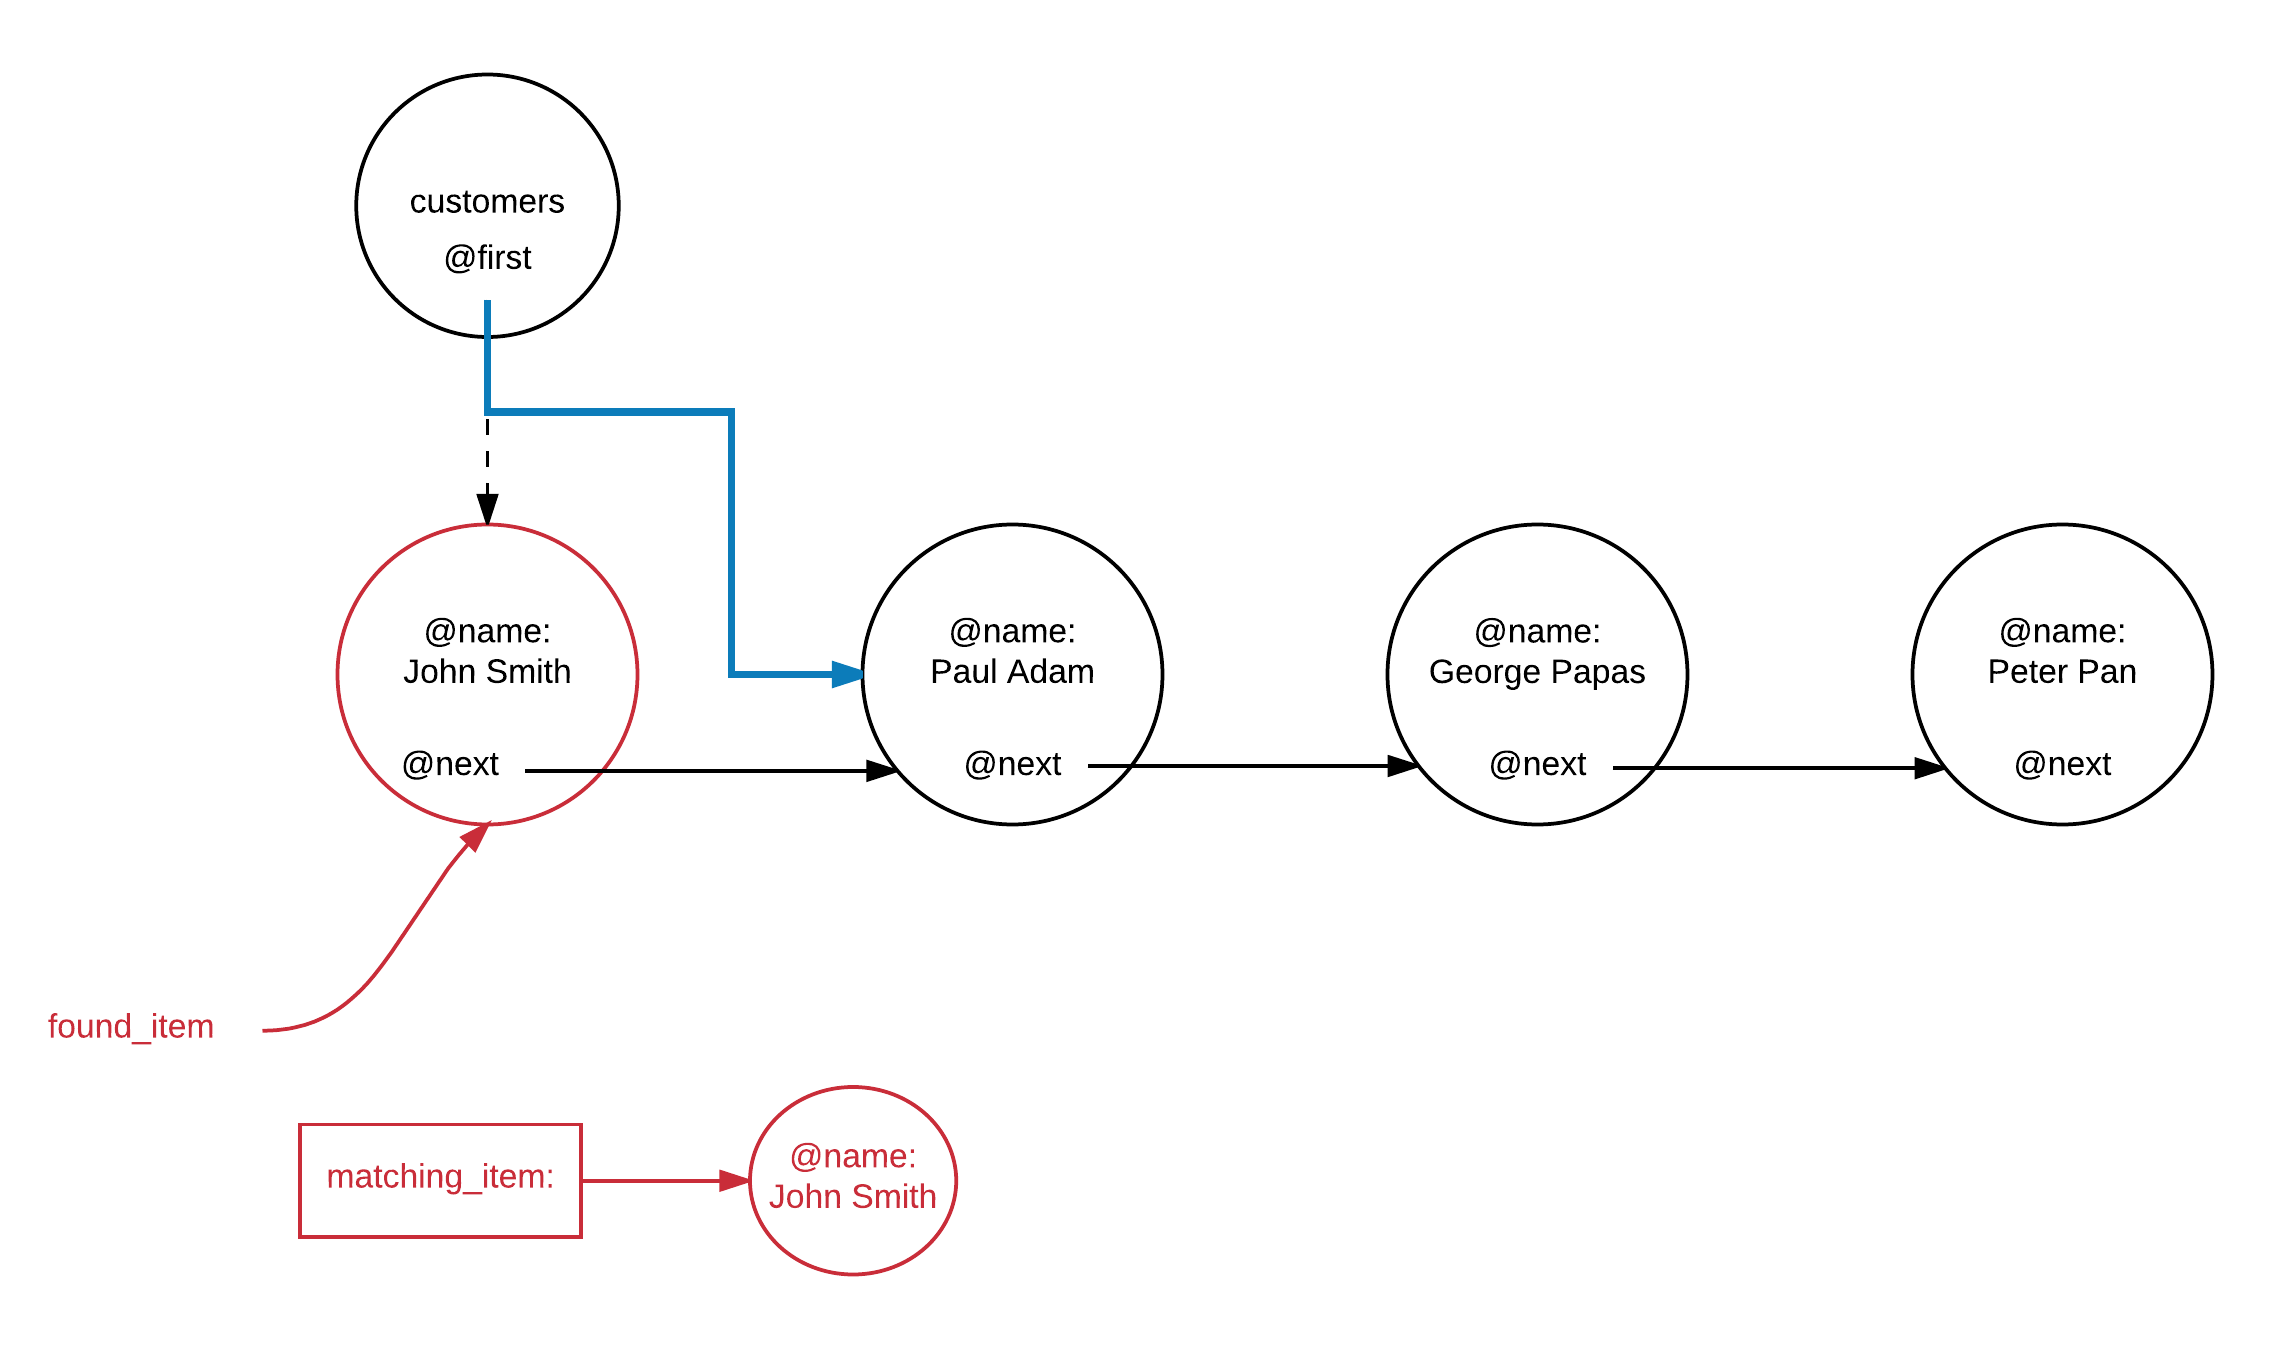 customers
@first
@name:
John Smith
@next
@name:
Paul Adam
@next
@name:
George Papas
@next
@name:
Peter Pan
@next
found_item
matching_item:
@name:
John Smith